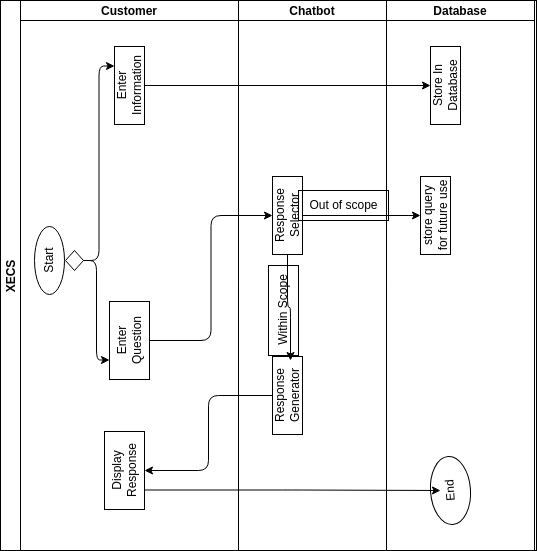 Customer
Chatbot
Database
XECS
Enter
Information
Store In
Database
Start
Response
Selector
Out of scope
store query
for future use
Within Scope
Enter
Question
Response
Generator
Display
Response
End